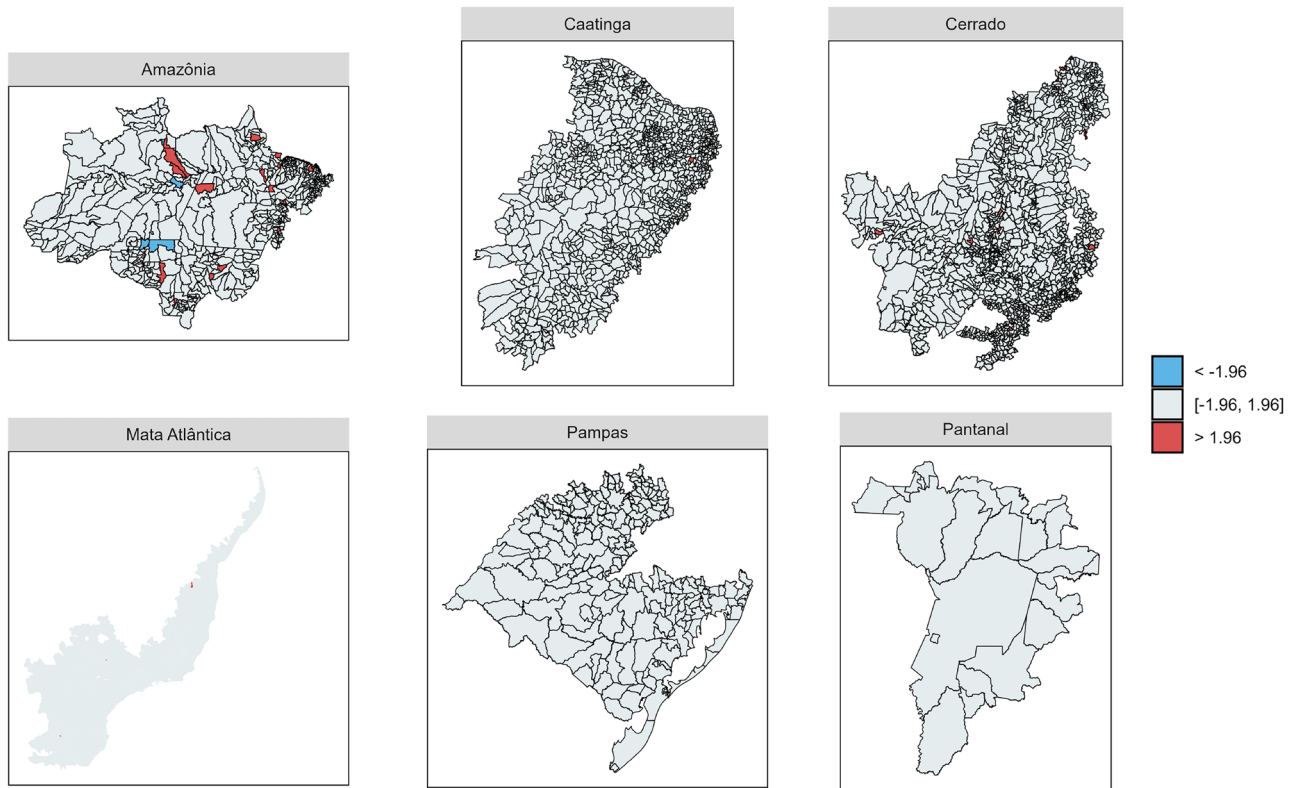 Caatinga
Cerrado
Amazônia
< -1.96
[-1.96, 1.96]
> 1.96
Mata Atlântica
Pampas
Pantanal